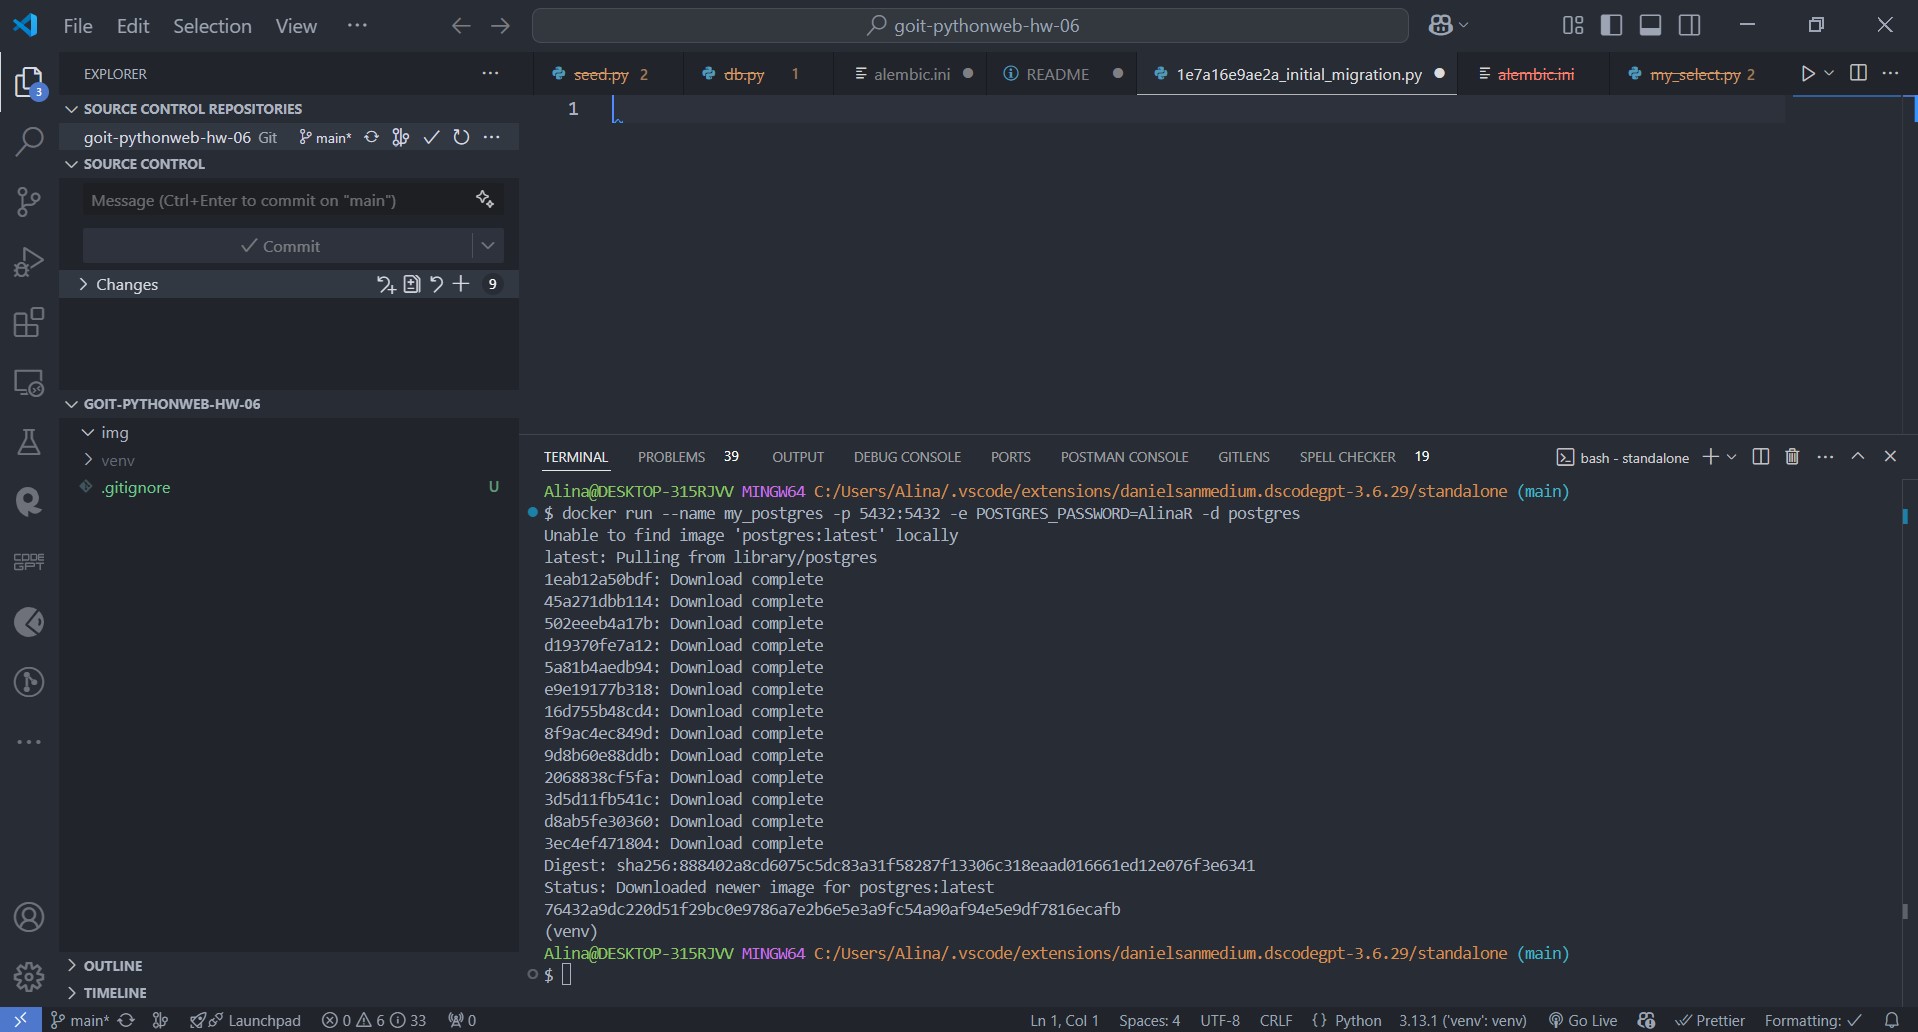 File Edit Selection View ··· goit-pythonweb-hw-06
EXPLORER ···
SOURCE CONTROL REPOSITORIES
goit-pythonweb-hw-06 Git main* ···
SOURCE CONTROL
Message (Ctrl+Enter to commit on "main")
Commit
Changes 9
3
CODE
GPT
GOIT-PYTHONWEB-HW-06
img
venv
.gitignore U
OUTLINE
TIMELINE
seed.py 2 db.py 1 alembic.ini README 1e7a16e9ae2a_initial_migration.py alembic.ini my_select.py 2 ···
1
TERMINAL PROBLEMS 39 OUTPUT DEBUG CONSOLE PORTS POSTMAN CONSOLE GITLENS SPELL CHECKER 19 bash - standalone ···
Alina@DESKTOP-315RJVV MINGW64 C:/Users/Alina/.vscode/extensions/danielsanmedium.dscodegpt-3.6.29/standalone (main)
$ docker run --name my_postgres -p 5432:5432 -e POSTGRES_PASSWORD=AlinaR -d postgres
Unable to find image 'postgres:latest' locally
latest: Pulling from library/postgres
1eab12a50bdf: Download complete
45a271dbb114: Download complete
502eeeb4a17b: Download complete
d19370fe7a12: Download complete
5a81b4aedb94: Download complete
e9e19177b318: Download complete
16d755b48cd4: Download complete
8f9ac4ec849d: Download complete
9d8b60e88ddb: Download complete
2068838cf5fa: Download complete
3d5d11fb541c: Download complete
d8ab5fe30360: Download complete
3ec4ef471804: Download complete
Digest: sha256:888402a8cd6075c5dc83a31f58287f13306c318eaad016661ed12e076f3e6341
Status: Downloaded newer image for postgres:latest
76432a9dc220d51f29bc0e9786a7e2b6e5e3a9fc54a90af94e5e9df7816ecafb
(venv)
Alina@DESKTOP-315RJVV MINGW64 C:/Users/Alina/.vscode/extensions/danielsanmedium.dscodegpt-3.6.29/standalone (main)
$
main* Launchpad 0 6 33 0 Ln 1, Col 1 Spaces: 4 UTF-8 CRLF {} Python 3.13.1 ('venv': venv) Go Live Prettier Formatting: ✓